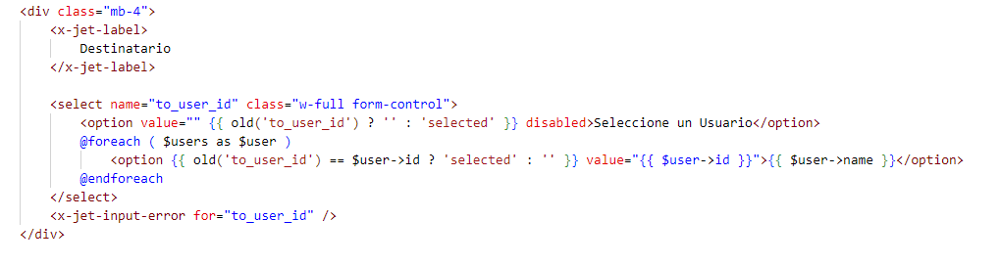 <div class="mb-4">
    <x-jet-label>
        Destinatario
    </x-jet-label>

    <select name="to_user_id" class="w-full form-control">
        <option value="" {{ old('to_user_id') ? '' : 'selected' }} disabled>Seleccione un Usuario</option>
        @foreach ( $users as $user )
            <option {{ old('to_user_id') == $user->id ? 'selected' : '' }} value="{{ $user->id }}">{{ $user->name }}</option>
        @endforeach
    </select>
    <x-jet-input-error for="to_user_id" />
</div>